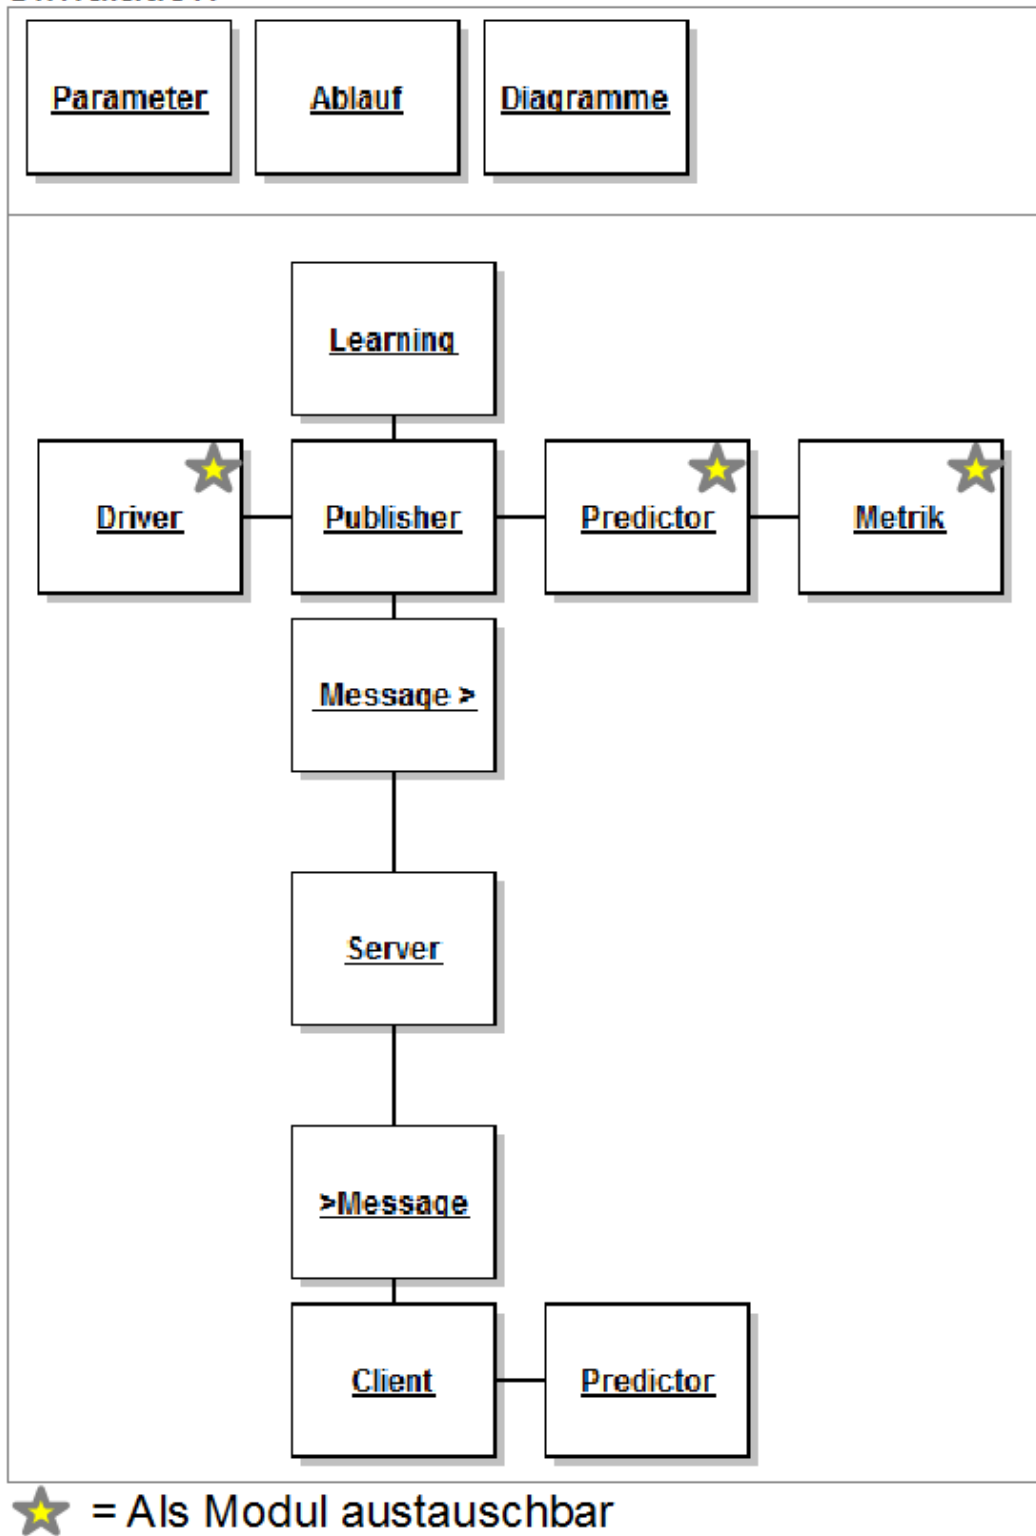 Parameter
Ablauf
Diagramme
Learning
Driver
Publisher
Predictor
Metrik
Message >
Server
>Message
Client
Predictor
= Als Modul austauschbar